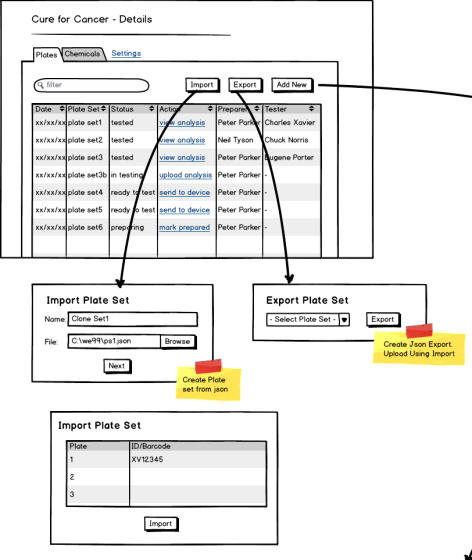 Cure for Cancer - Details
Plates Chemicals Settings
filter Import Export Add New
Date Plate Set Status Action Preparer Tester
xx/xx/xx plate set1 tested view analysis Peter Parker Charles Xavier
xx/xx/xx plate set2 tested view analysis Neil Tyson Chuck Norris
xx/xx/xx plate set3 tested view analysis Peter Parker Eugene Porter
xx/xx/xx plate set3b in testing upload analysis Peter Parker -
xx/xx/xx plate set4 ready to test send to device Peter Parker -
xx/xx/xx plate set5 ready to test send to device Peter Parker -
xx/xx/xx plate set6 preparing mark prepared Peter Parker -
Import Plate Set
Name: Clone Set1
File: C:\we99\ps1.json Browse
Next
Create Plate
set from json
Export Plate Set
- Select Plate Set - Export
Create Json Export.
Upload Using Import
Import Plate Set
Plate ID/Barcode
1 XV12345
2
3
Import